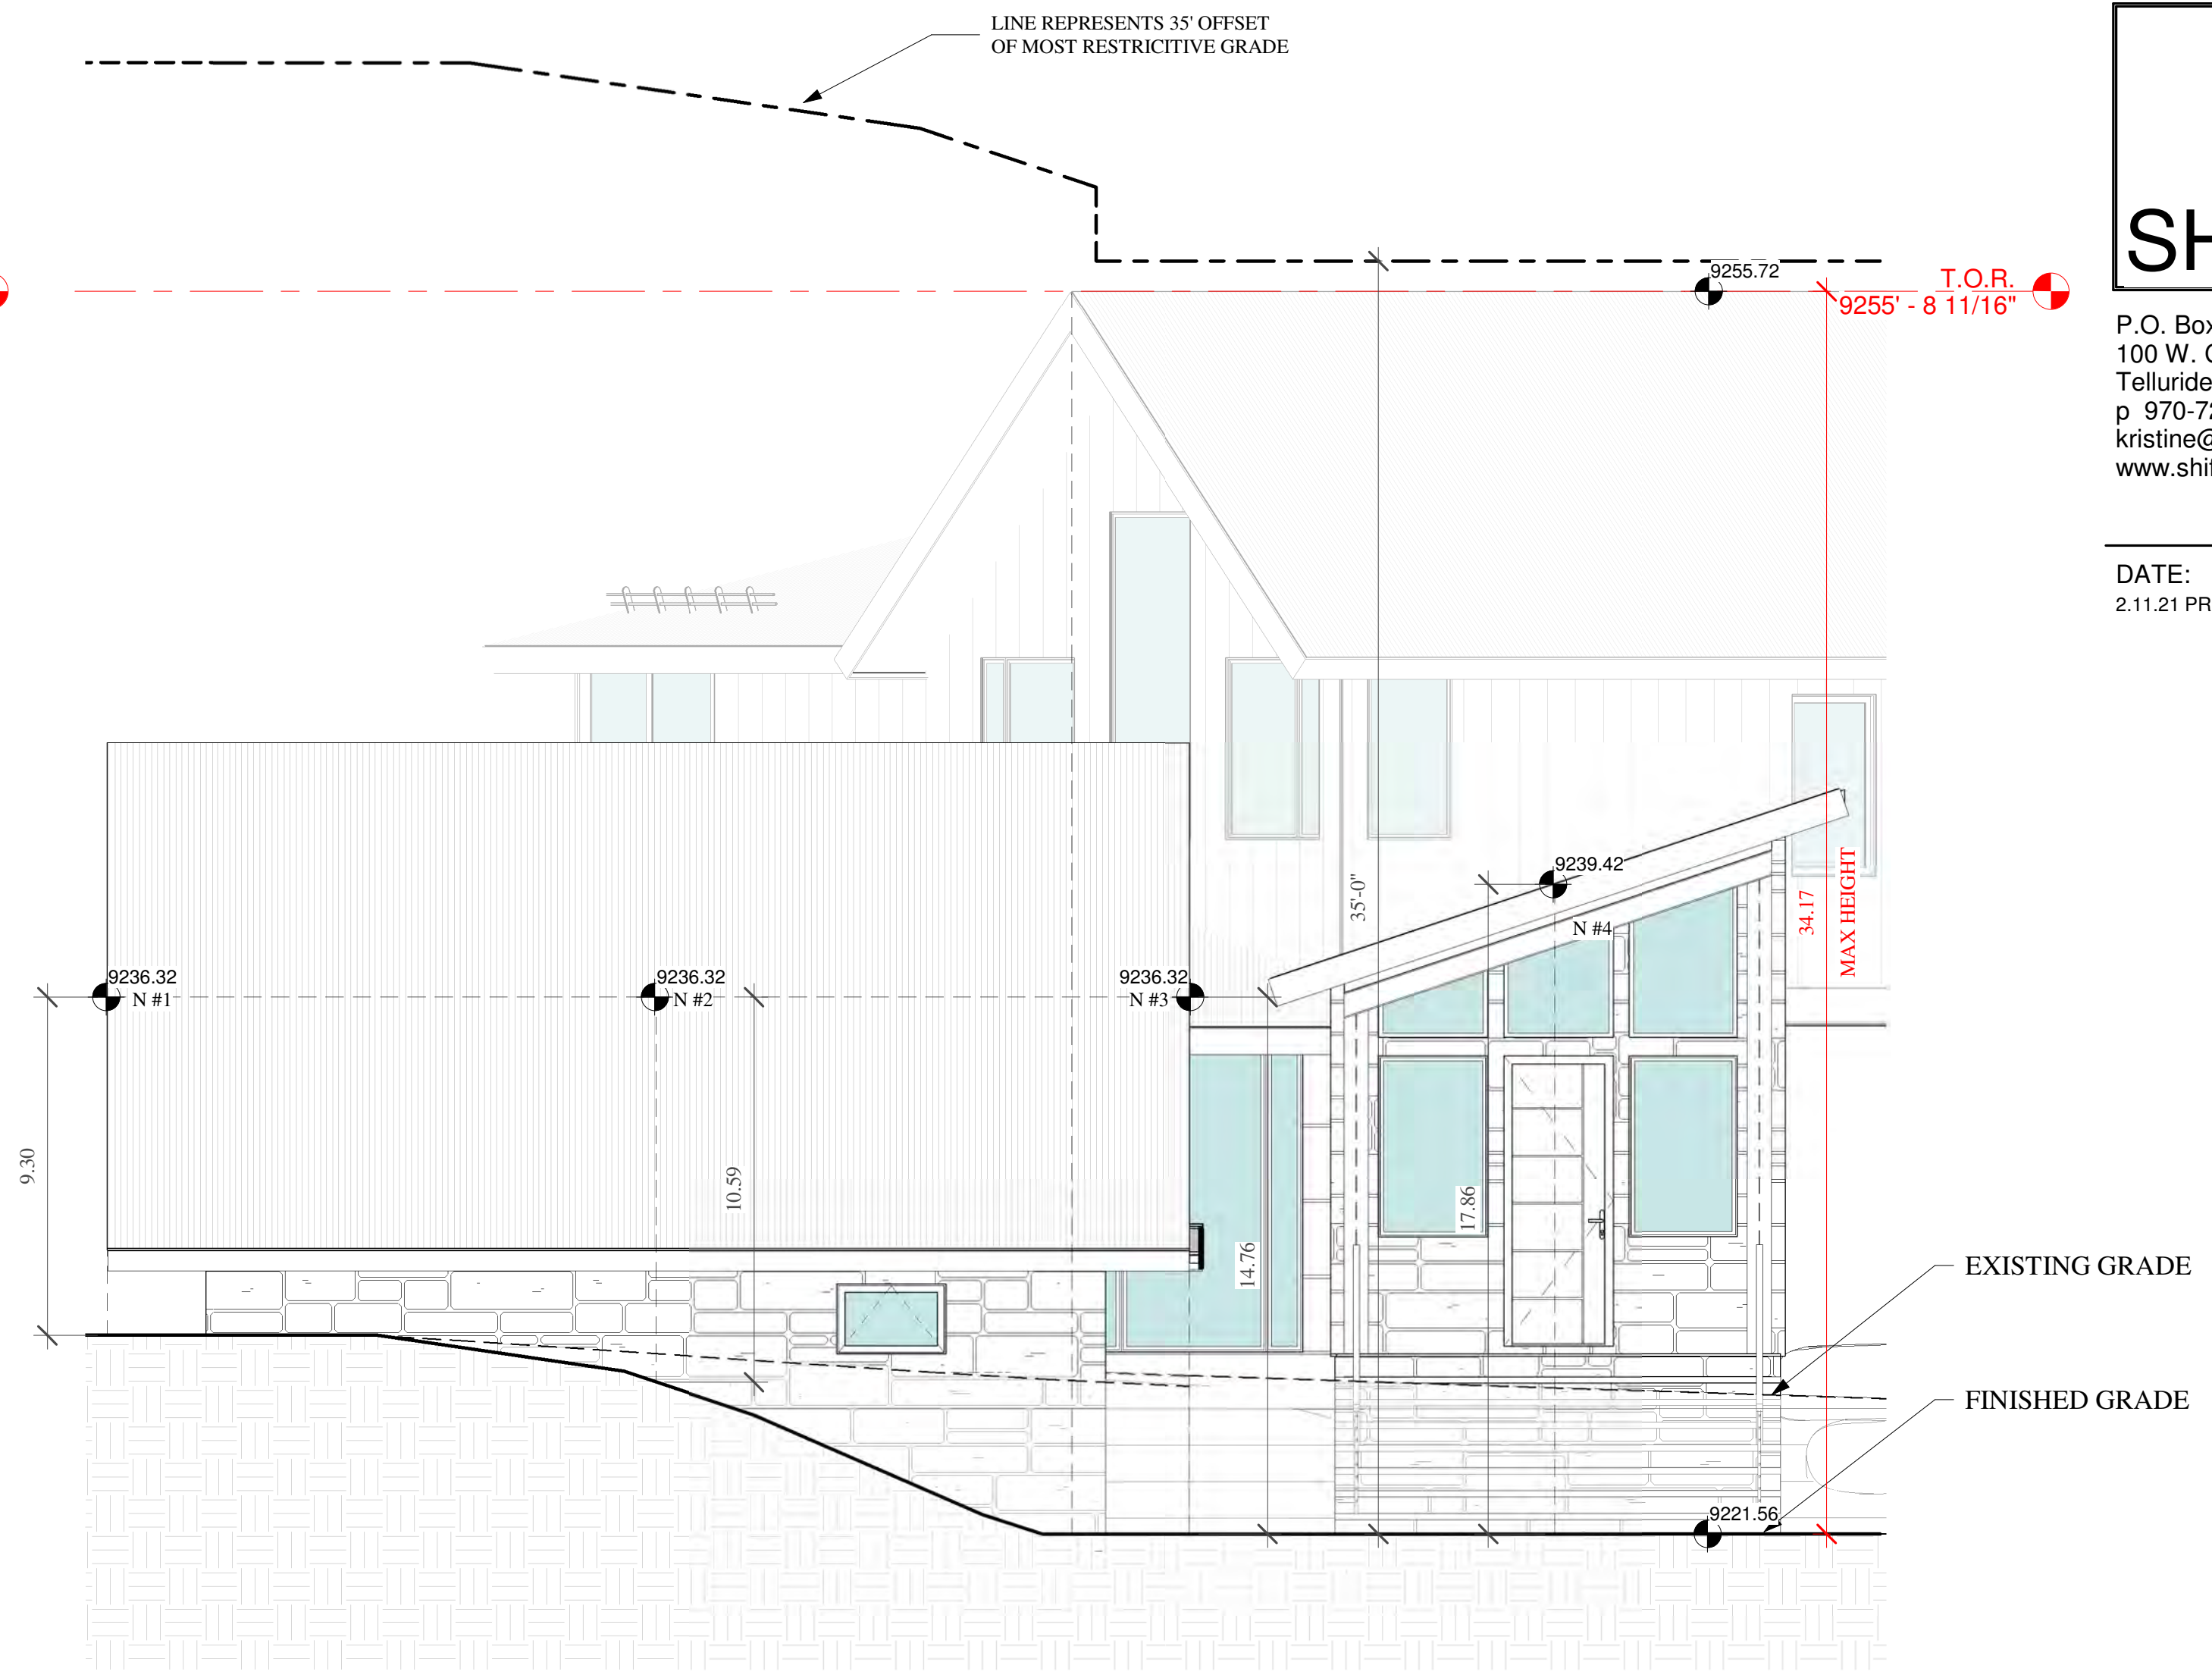 LINE REPRESENTS 35' OFFSET
OF MOST RESTRICITIVE GRADE
9255.72
T.O.R.
9255' - 8 11/16"
SH
P.O. Box
100 W.
Telluride
p 970-7
kristine@
www.shi
DATE:
2.11.21 PR
9239.42
N #4
35'-0"
34.17
MAX HEIGHT
9236.32
N #1
9236.32
N #2
9236.32
N #3
9.30
10.59
14.76
17.86
EXISTING GRADE
FINISHED GRADE
9221.56